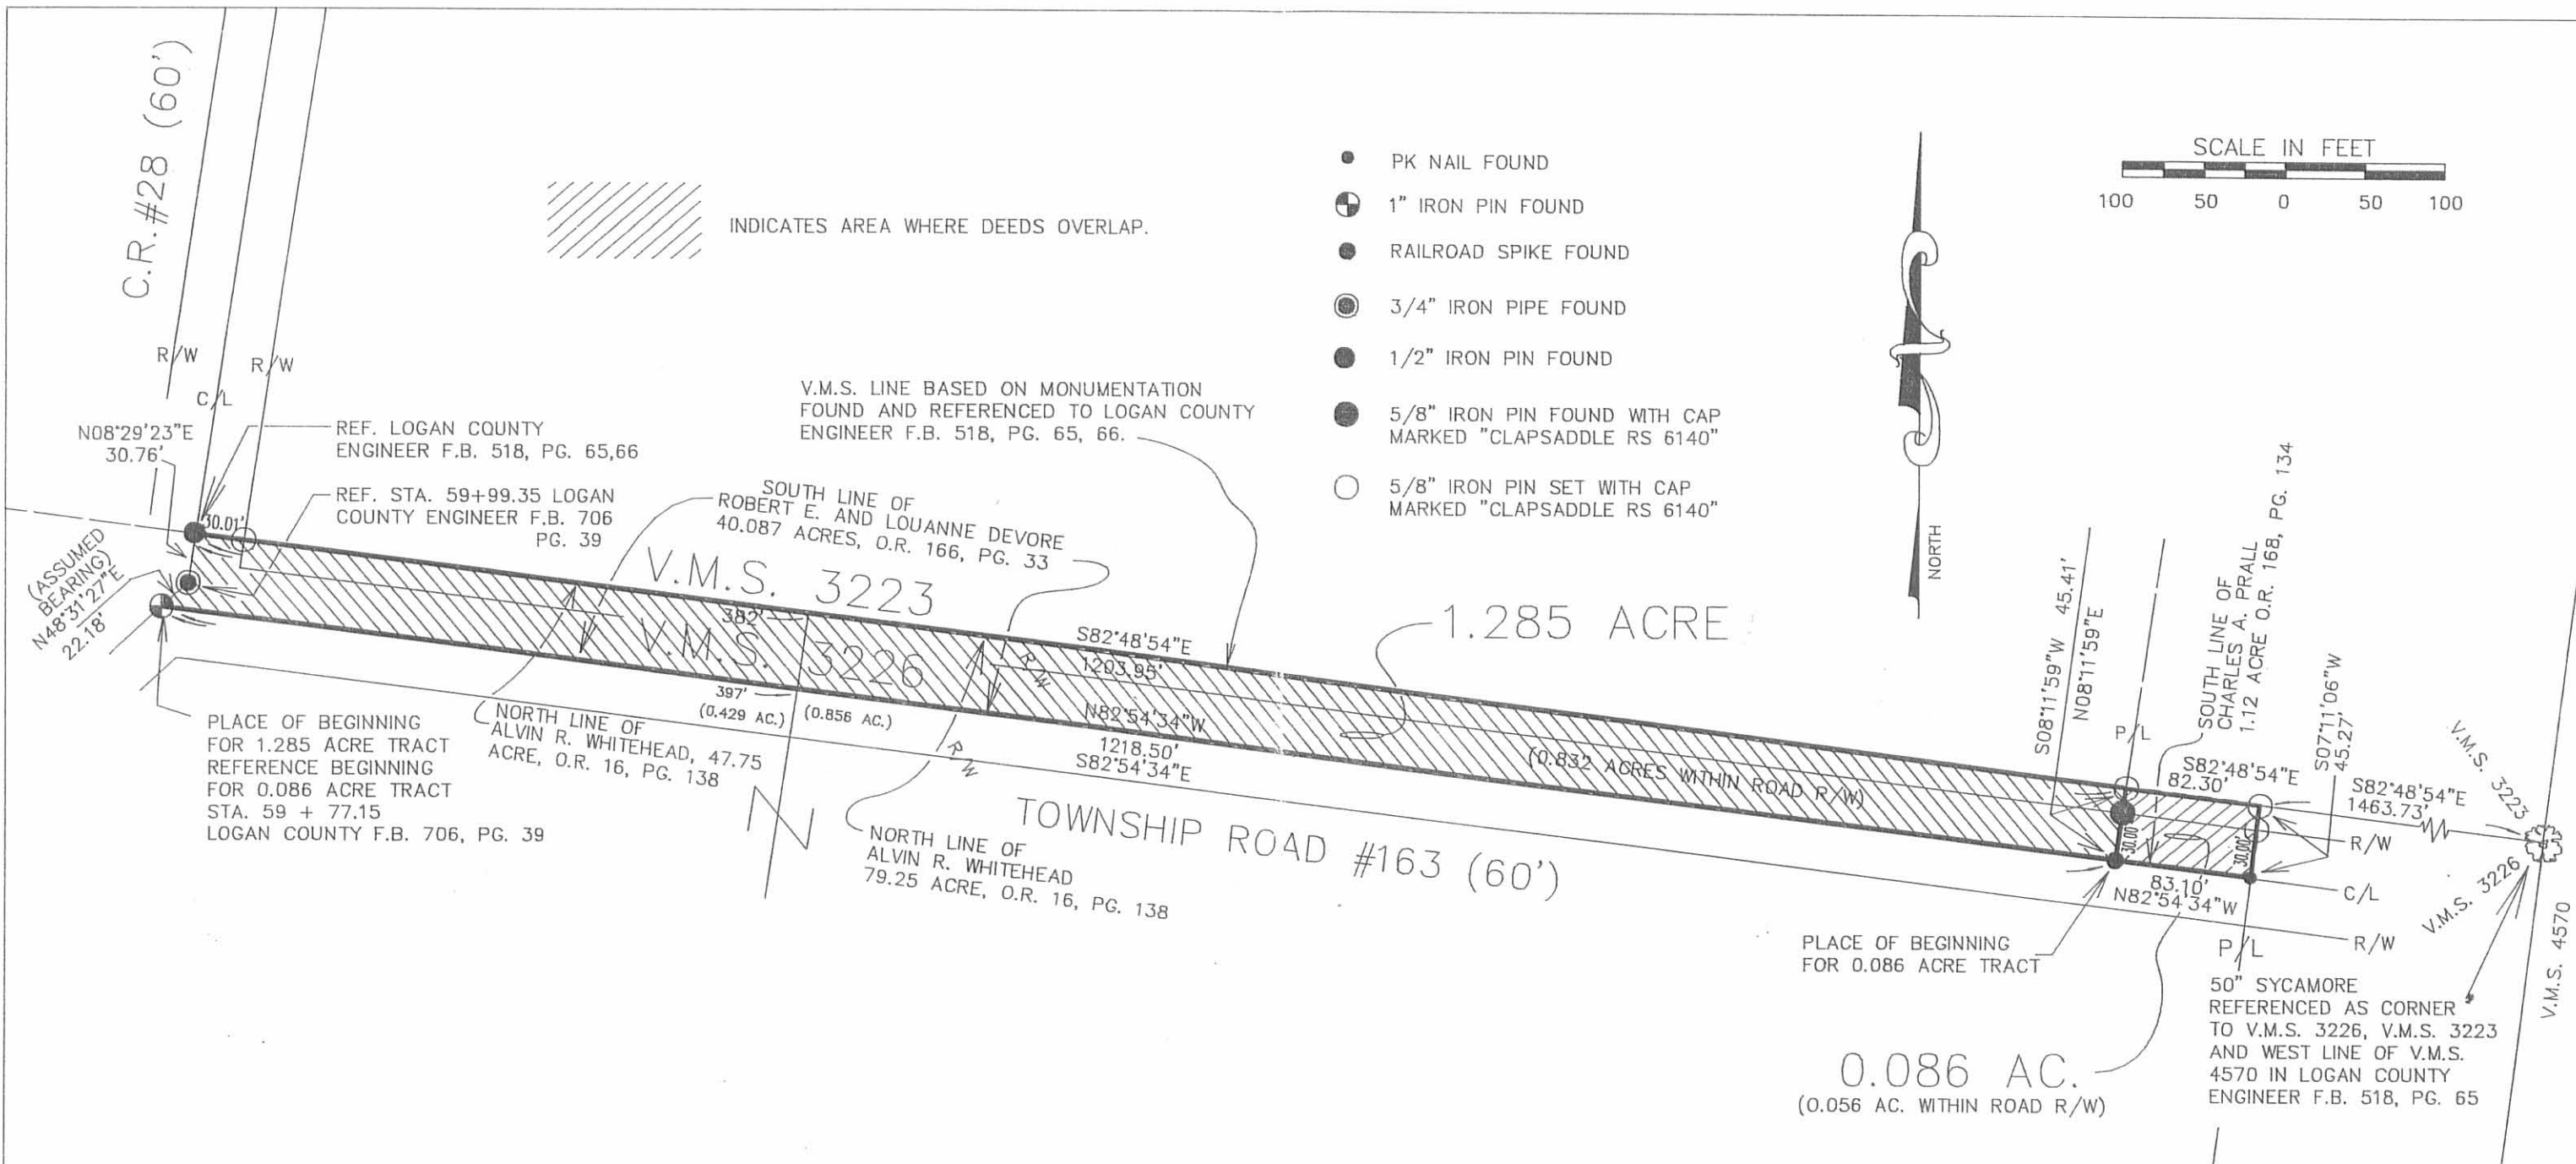 C.R.#28 (60')
R/W
C/L
R/W
INDICATES AREA WHERE DEEDS OVERLAP.
PK NAIL FOUND
1" IRON PIN FOUND
RAILROAD SPIKE FOUND
3/4" IRON PIPE FOUND
1/2" IRON PIN FOUND
5/8" IRON PIN FOUND WITH CAP
MARKED "CLAPSADDLE RS 6140"
5/8" IRON PIN SET WITH CAP
MARKED "CLAPSADDLE RS 6140"
NORTH
SCALE IN FEET
100 50 0 50 100
N08°29'23"E
30.76'
REF. LOGAN COUNTY
ENGINEER F.B. 518, PG. 65,66
REF. STA. 59+99.35 LOGAN
COUNTY ENGINEER F.B. 706
PG. 39
30.01'
(ASSUMED
BEARING)
N48°31'27"E
22.18'
V.M.S. LINE BASED ON MONUMENTATION
FOUND AND REFERENCED TO LOGAN COUNTY
ENGINEER F.B. 518, PG. 65, 66.
SOUTH LINE OF
ROBERT E. AND LOUANNE DEVORE
40.087 ACRES, O.R. 166, PG. 33
V.M.S. 3223
382'
V.M.S. 3226
397'
(0.429 AC.)
(0.856 AC.)
R/W
S82°48'54"E
1203.95'
N82°54'34"W
1218.50'
S82°54'34"E
1.285 ACRE
(0.832 ACRES WITHIN ROAD R/W)
PLACE OF BEGINNING
FOR 1.285 ACRE TRACT
REFERENCE BEGINNING
FOR 0.086 ACRE TRACT
STA. 59 + 77.15
LOGAN COUNTY F.B. 706, PG. 39
NORTH LINE OF
ALVIN R. WHITEHEAD, 47.75
ACRE, O.R. 16, PG. 138
R/W
NORTH LINE OF
ALVIN R. WHITEHEAD
79.25 ACRE, O.R. 16, PG. 138
TOWNSHIP ROAD #163 (60')
S08°11'59"W 45.41'
N08°11'59"E
P/L
SOUTH LINE OF
CHARLES A. PRALL
1.12 ACRE O.R. 168, PG. 134
S07°11'06"W
45.27'
S82°48'54"E
82.30'
S82°48'54"E
1463.73'
30.00'
30.00'
83.10'
N82°54'34"W
R/W
C/L
R/W
P/L
V.M.S. 3223
V.M.S. 3226
V.M.S. 4570
PLACE OF BEGINNING
FOR 0.086 ACRE TRACT
0.086 AC.
(0.056 AC. WITHIN ROAD R/W)
50" SYCAMORE
REFERENCED AS CORNER
TO V.M.S. 3226, V.M.S. 3223
AND WEST LINE OF V.M.S.
4570 IN LOGAN COUNTY
ENGINEER F.B. 518, PG. 65